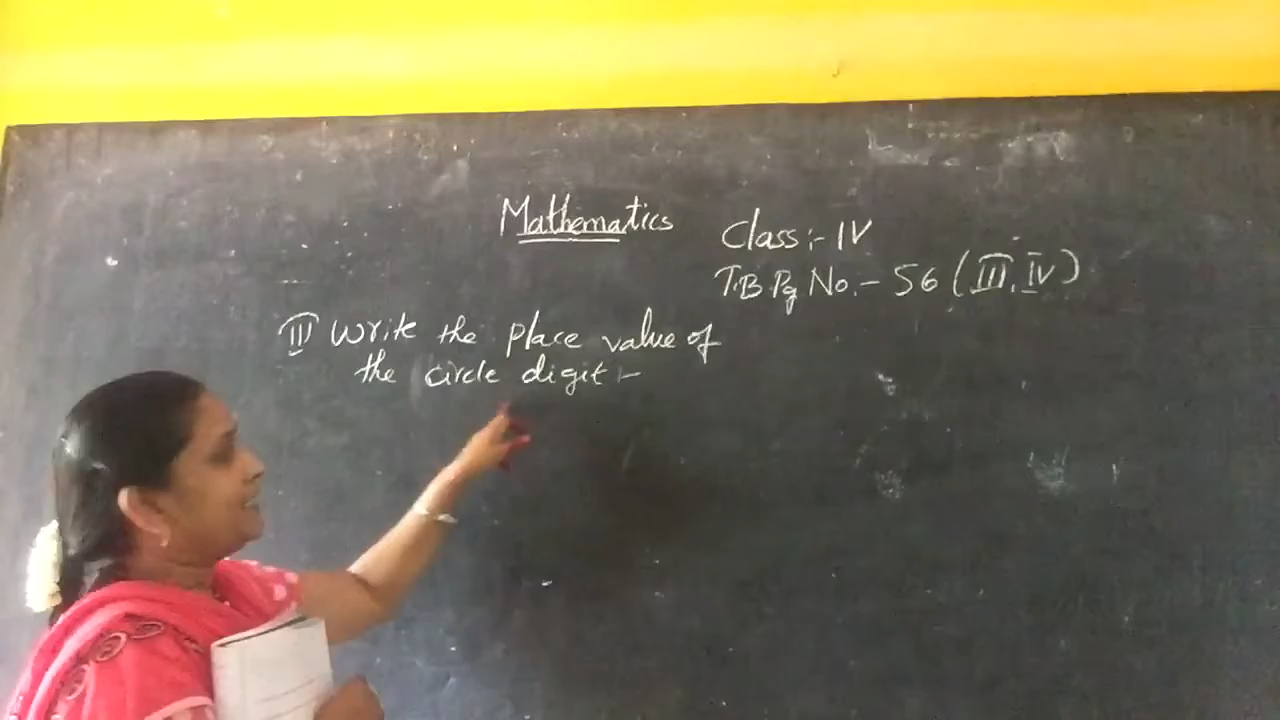 Mathematics
Class:- IV
T.B.Pg No.- 56 (III, IV)
III Write the place value of
the circle digit:-